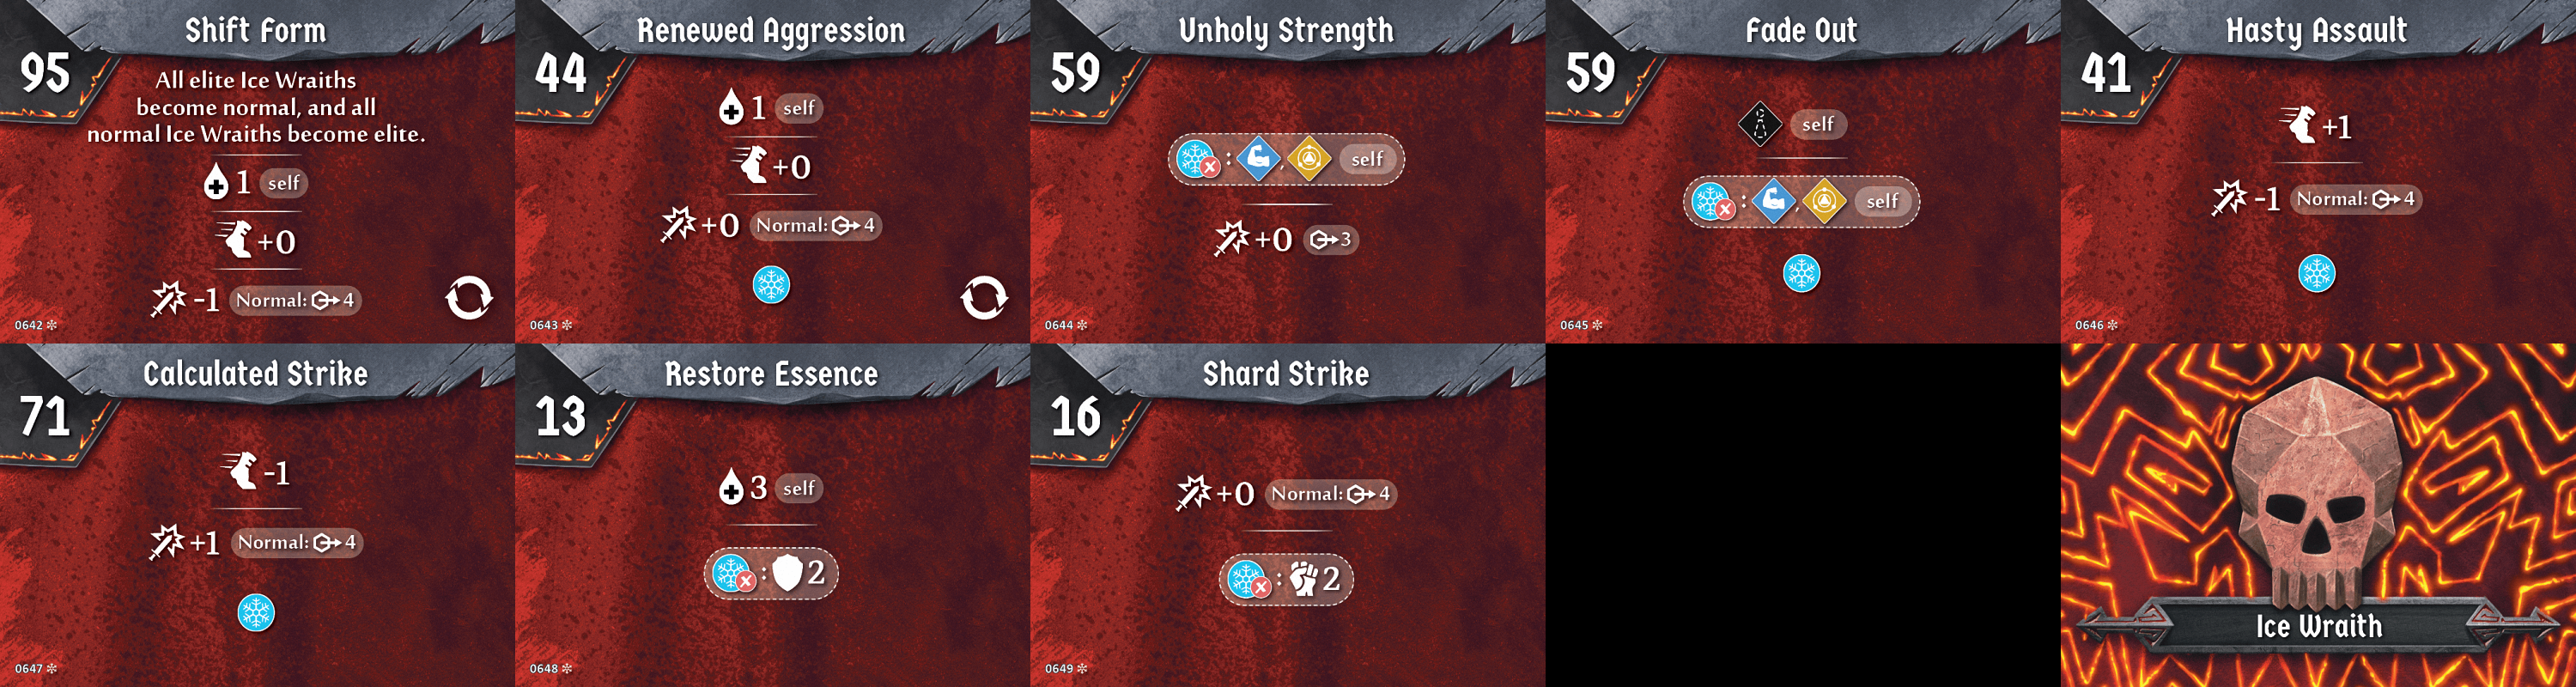 Shift Form
95
All elite Ice Wraiths
become normal, and all
normal Ice Wraiths become elite.
1 self
+0
-1 Normal: 4
0642
Renewed Aggression
44
1 self
+0
+0 Normal: 4
0643
Unholy Strength
59
: , self
+0 3
0644
Fade Out
59
self
: , self
0645
Hasty Assault
41
+1
-1 Normal: 4
0646
Calculated Strike
71
-1
+1 Normal: 4
0647
Restore Essence
13
3 self
: 2
0648
Shard Strike
16
+0 Normal: 4
: 2
0649
Ice Wraith